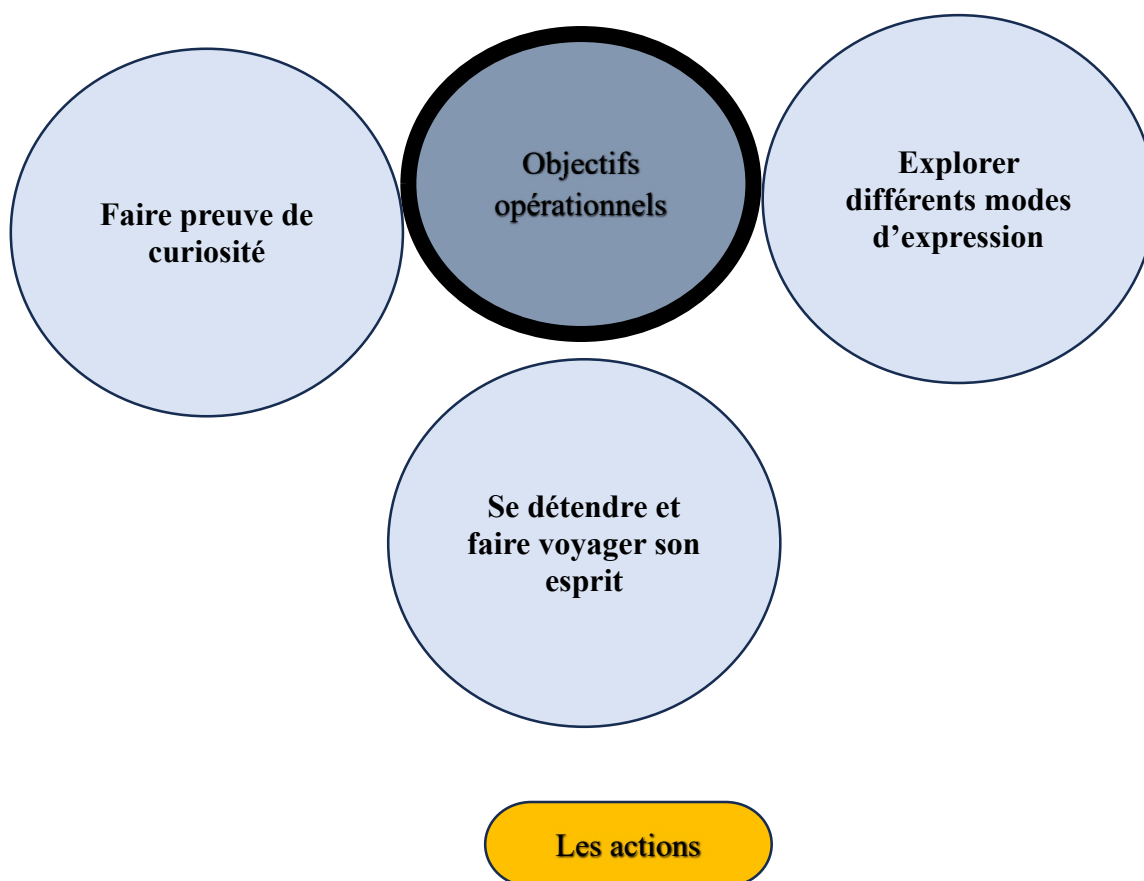 Faire preuve de
curiosité
Objectifs
opérationnels
Explorer
différents modes
d’expression
Se détendre et
faire voyager son
esprit
Les actions